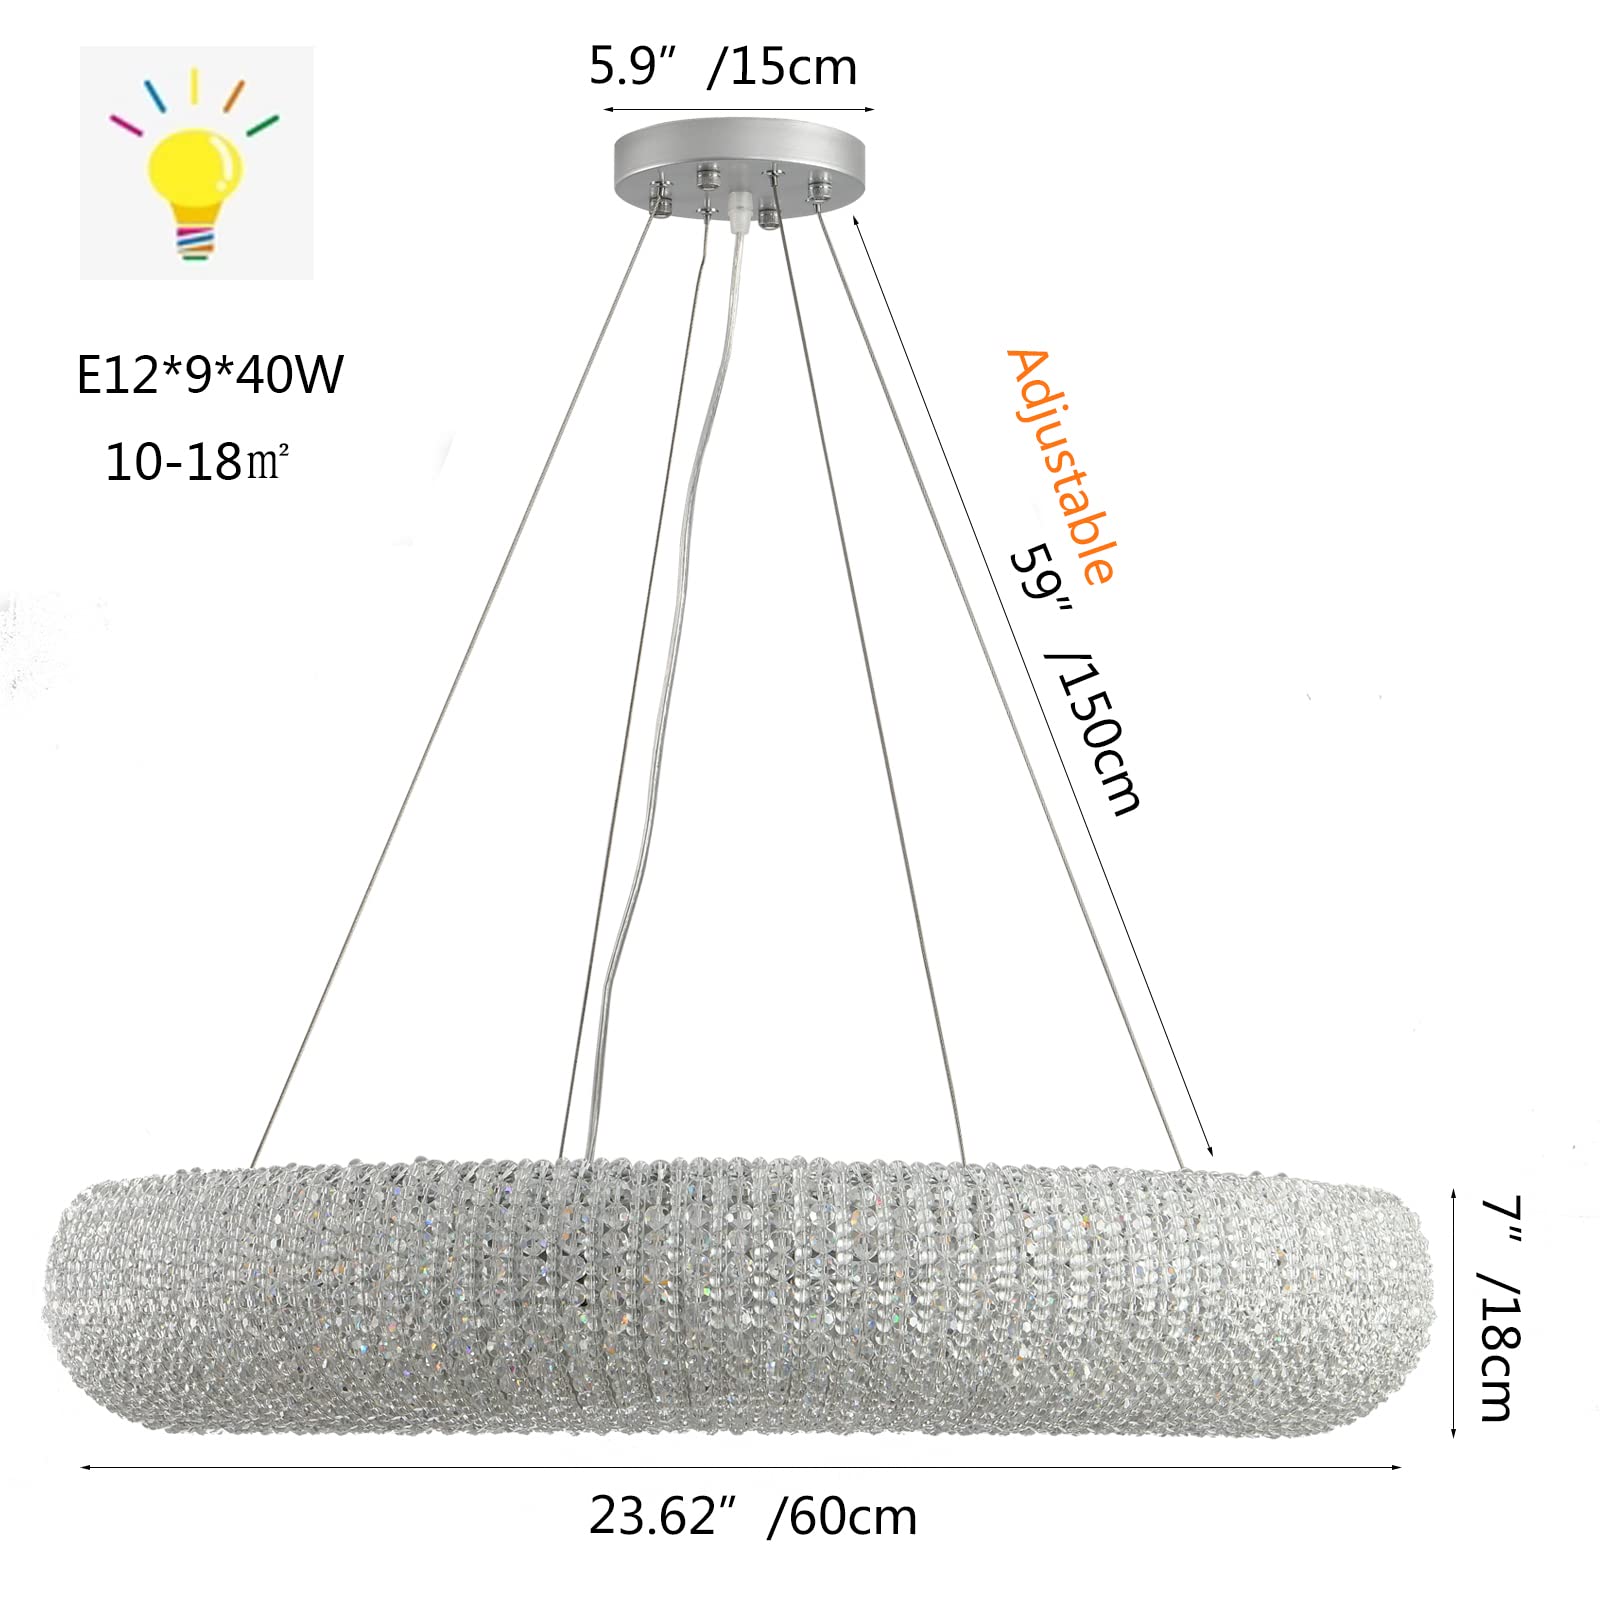 5.9" /15cm
E12*9*40W
10-18㎡
Adjustable
59" /150cm
7" /18cm
23.62" /60cm